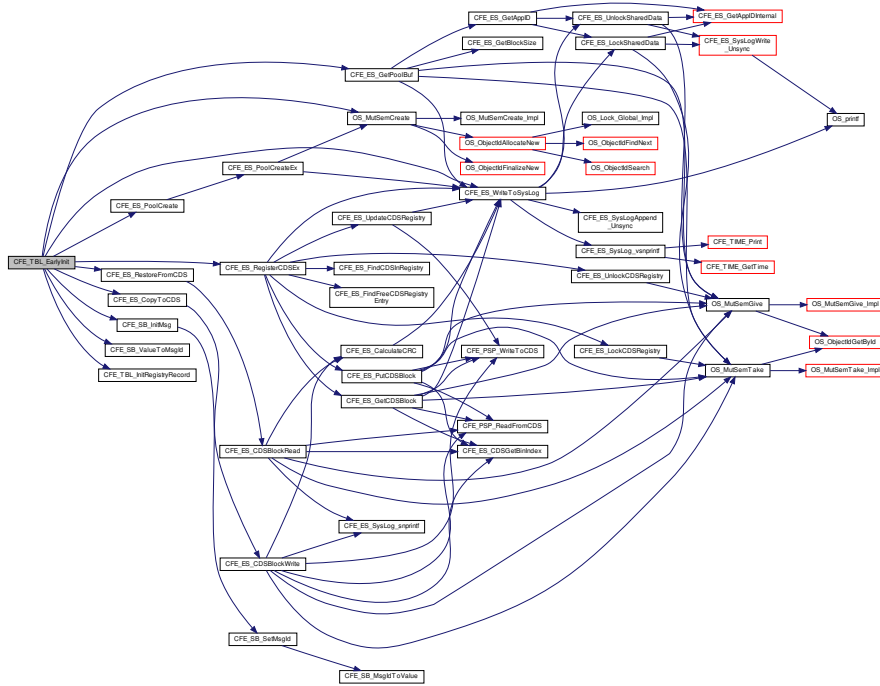 CFE_TBL_EarlyInit
CFE_ES_GetPoolBuf
OS_MutSemCreate
CFE_ES_PoolCreateEx
CFE_ES_PoolCreate
CFE_ES_RegisterCDSEx
CFE_ES_RestoreFromCDS
CFE_ES_CopyToCDS
CFE_SB_InitMsg
CFE_SB_ValueToMsgId
CFE_TBL_InitRegistryRecord
CFE_ES_CDSBlockRead
CFE_ES_CDSBlockWrite
CFE_SB_SetMsgId
CFE_SB_MsgIdToValue
CFE_ES_UpdateCDSRegistry
CFE_ES_FindCDSInRegistry
CFE_ES_FindFreeCDSRegistry
Entry
CFE_ES_CalculateCRC
CFE_ES_PutCDSBlock
CFE_ES_GetCDSBlock
CFE_ES_SysLog_snprintf
CFE_ES_GetAppID
CFE_ES_GetBlockSize
OS_MutSemCreate_Impl
OS_ObjectIdAllocateNew
OS_ObjectIdFinalizeNew
CFE_ES_WriteToSysLog
CFE_PSP_WriteToCDS
CFE_PSP_ReadFromCDS
CFE_ES_CDSGetBinIndex
CFE_ES_UnlockSharedData
CFE_ES_LockSharedData
OS_Lock_Global_Impl
OS_ObjectIdFindNext
OS_ObjectIdSearch
CFE_ES_SysLogAppend
_Unsync
CFE_ES_SysLog_vsnprintf
CFE_ES_UnlockCDSRegistry
CFE_ES_LockCDSRegistry
CFE_ES_GetAppIDInternal
CFE_ES_SysLogWrite
_Unsync
OS_printf
CFE_TIME_Print
CFE_TIME_GetTime
OS_MutSemGive
OS_MutSemTake
OS_MutSemGive_Impl
OS_ObjectIdGetById
OS_MutSemTake_Impl